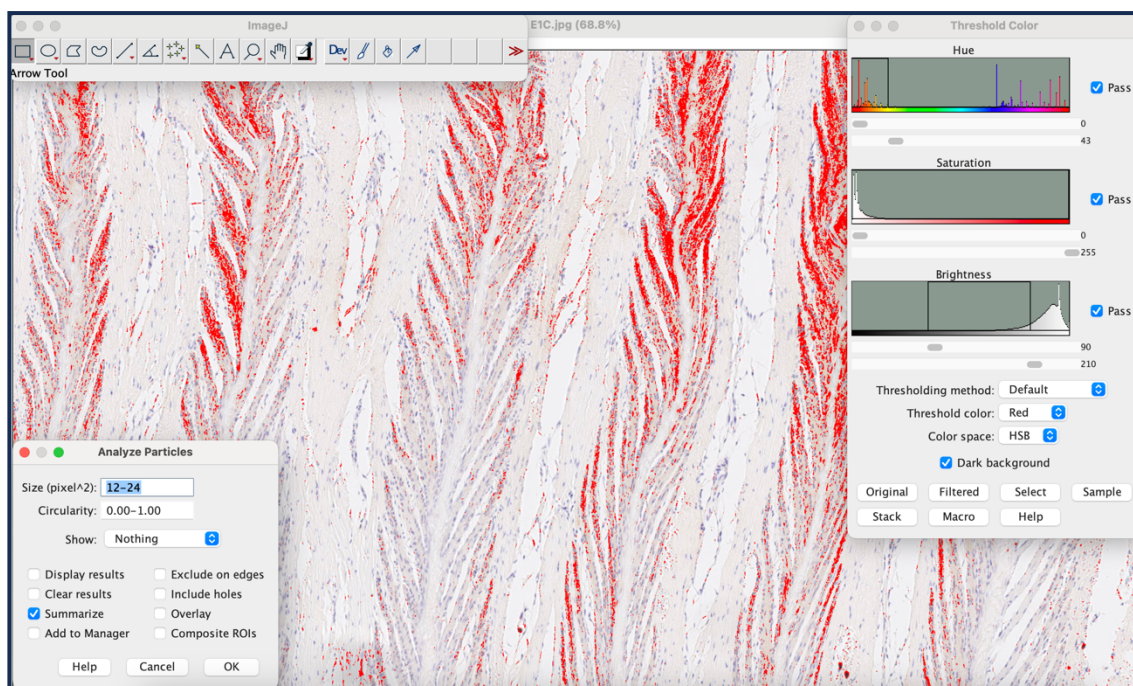 ImageJ
E1C.jpg (68.8%)
Dev
Arrow Tool
Threshold Color
Hue
Pass
0
43
Saturation
Pass
0
255
Brightness
Pass
90
210
Thresholding method: Default
Threshold color: Red
Color space: HSB
Dark background
Original Filtered Select Sample
Stack Macro Help
Analyze Particles
Size (pixel^2): 12-24
Circularity: 0.00-1.00
Show: Nothing
Display results Exclude on edges
Clear results Include holes
Summarize Overlay
Add to Manager Composite ROIs
Help Cancel OK